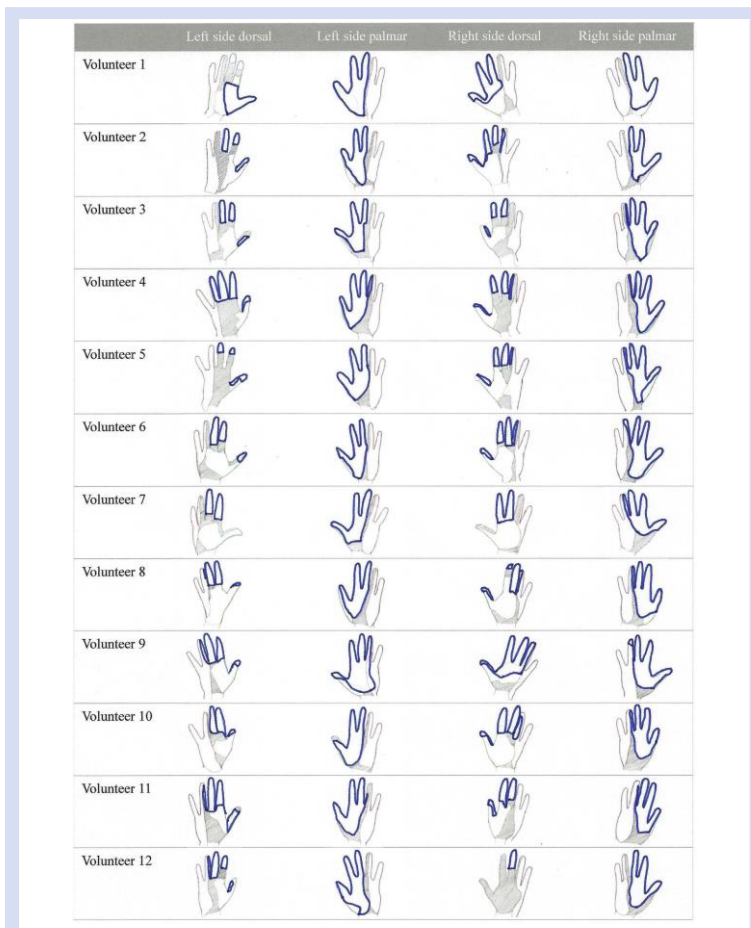 Left side dorsal Left side palmar Right side dorsal Right side palmar
Volunteer 1
Volunteer 2
Volunteer 3
Volunteer 4
Volunteer 5
Volunteer 6
Volunteer 7
Volunteer 8
Volunteer 9
Volunteer 10
Volunteer 11
Volunteer 12